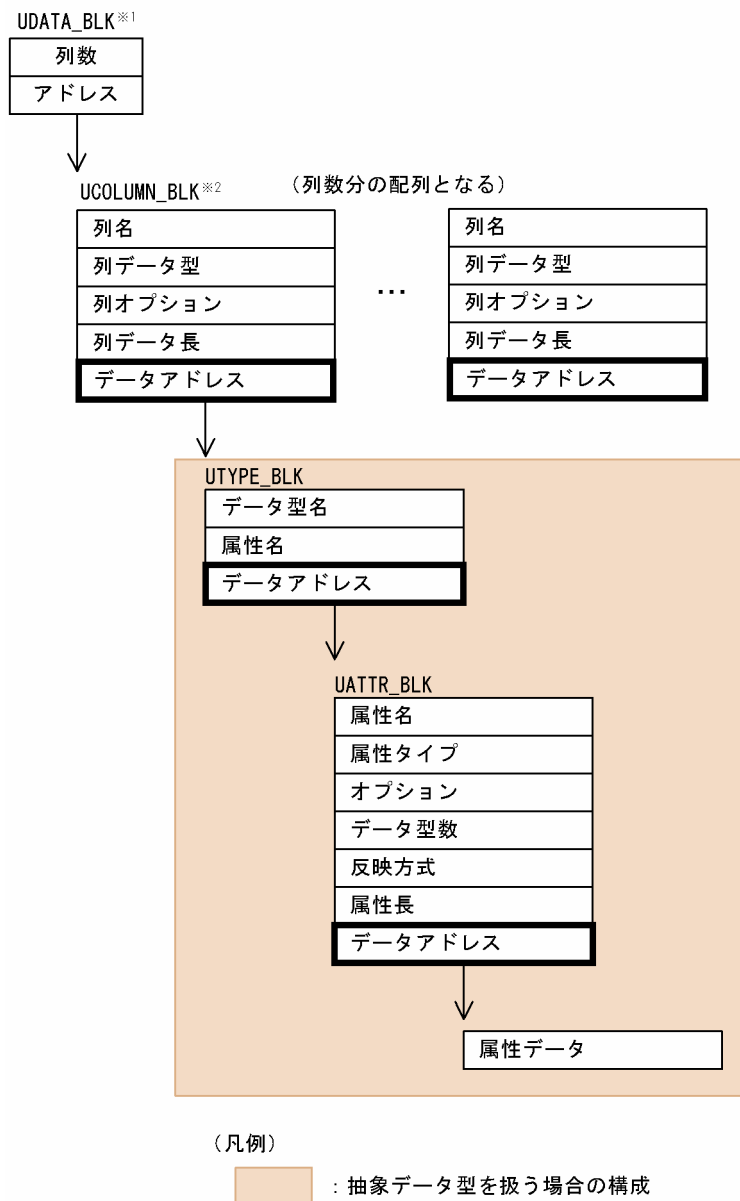 UDATA_BLK※1
列数
アドレス
UCOLUMN_BLK※2 （列数分の配列となる）
列名
列データ型
列オプション
列データ長
データアドレス
...
列名
列データ型
列オプション
列データ長
データアドレス
UTYPE_BLK
データ型名
属性名
データアドレス
UATTR_BLK
属性名
属性タイプ
オプション
データ型数
反映方式
属性長
データアドレス
属性データ
（凡例）
：抽象データ型を扱う場合の構成